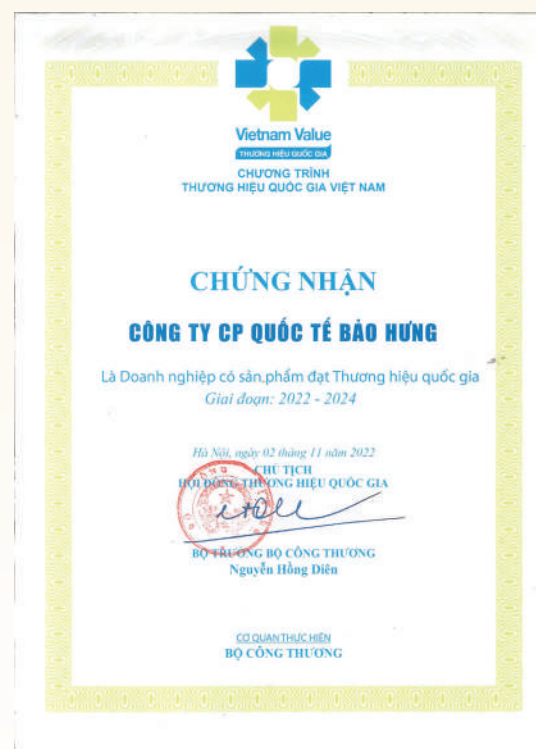 Vietnam Value
THƯƠNG HIỆU QUỐC GIA
CHƯƠNG TRÌNH
THƯƠNG HIỆU QUỐC GIA VIỆT NAM
CHỨNG NHẬN
CÔNG TY CP QUỐC TẾ BẢO HƯNG
Là Doanh nghiệp có sản phẩm đạt Thương hiệu quốc gia
Giai đoạn: 2022 - 2024
Hà Nội, ngày 02 tháng 11 năm 2022
CHỦ TỊCH
HỘI ĐỒNG THƯƠNG HIỆU QUỐC GIA
BỘ TRƯỞNG BỘ CÔNG THƯƠNG
Nguyễn Hồng Diên
CƠ QUAN THỰC HIỆN
BỘ CÔNG THƯƠNG